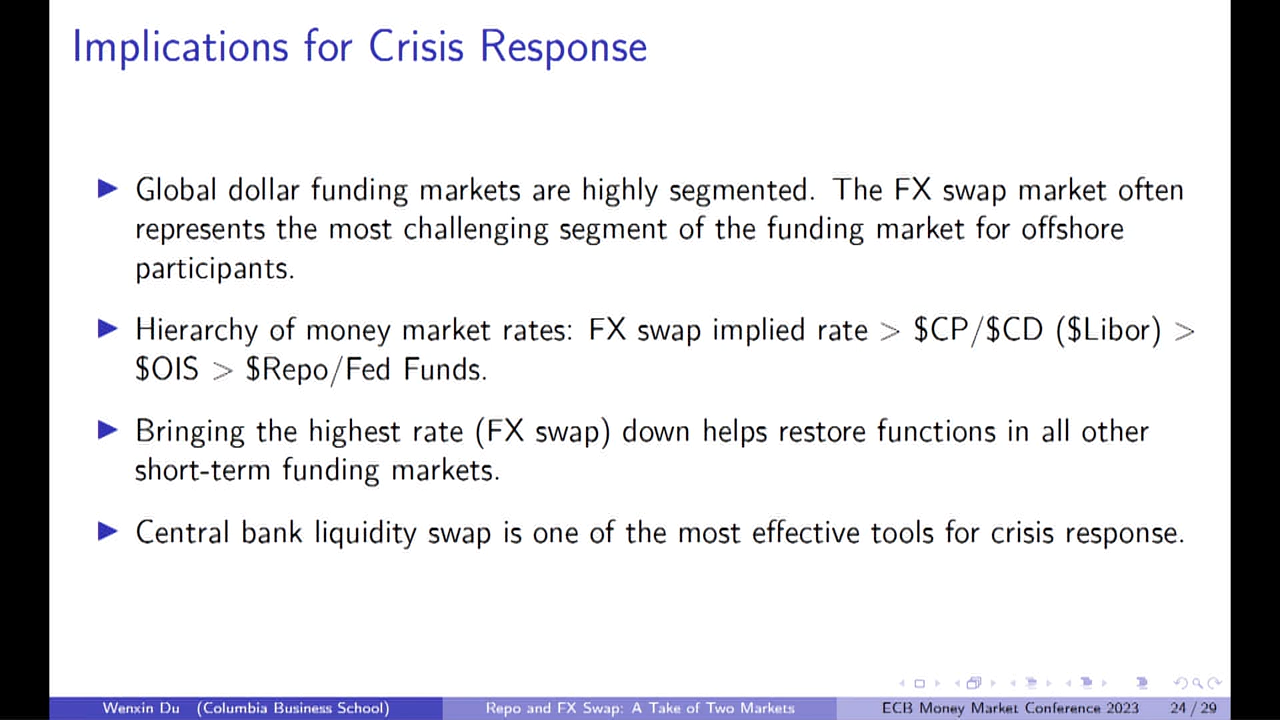 Implications for Crisis Response
▶ Global dollar funding markets are highly segmented. The FX swap market often
represents the most challenging segment of the funding market for offshore
participants.
▶ Hierarchy of money market rates: FX swap implied rate > $CP/$CD ($Libor) >
$OIS > $Repo/Fed Funds.
▶ Bringing the highest rate (FX swap) down helps restore functions in all other
short-term funding markets.
▶ Central bank liquidity swap is one of the most effective tools for crisis response.
Wenxin Du (Columbia Business School) Repo and FX Swap: A Take of Two Markets ECB Money Market Conference 2023 24 / 29